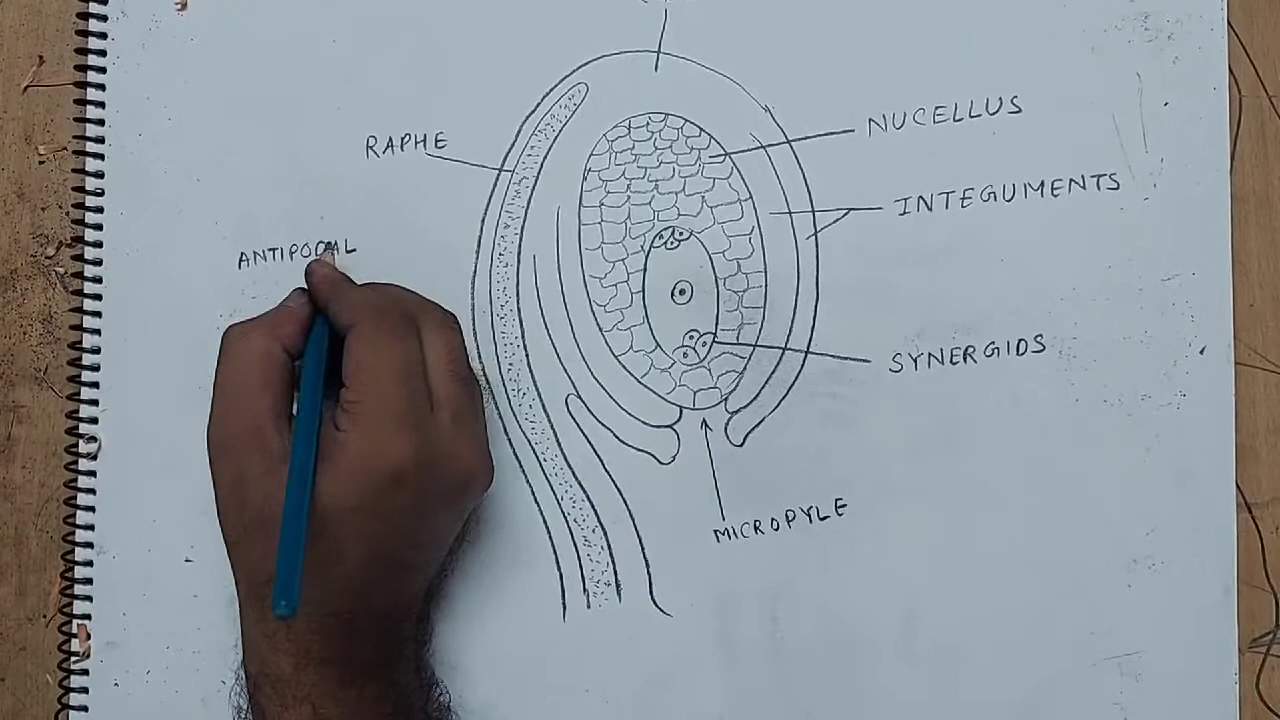 NUCELLUS
RAPHE
INTEGUMENTS
ANTIPODAL
SYNERGIDS
MICROPYLE